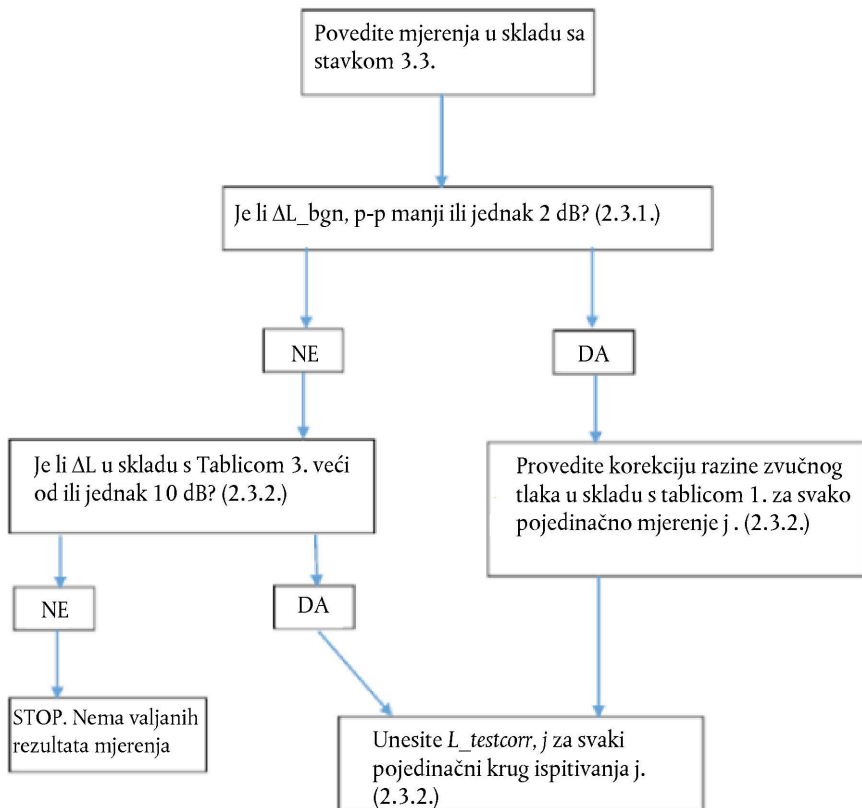 Povedite mjerenja u skladu sa
stavkom 3.3.
Je li ΔL_bgn, p-p manji ili jednak 2 dB? (2.3.1.)
NE
DA
Je li ΔL u skladu s Tablicom 3. veći
od ili jednak 10 dB? (2.3.2.)
Provedite korekciju razine zvučnog
tlaka u skladu s tablicom 1. za svako
pojedinačno mjerenje j . (2.3.2.)
NE
DA
STOP. Nema valjanih
rezultata mjerenja
Unesite L_testcorr, j za svaki
pojedinačni krug ispitivanja j.
(2.3.2.)